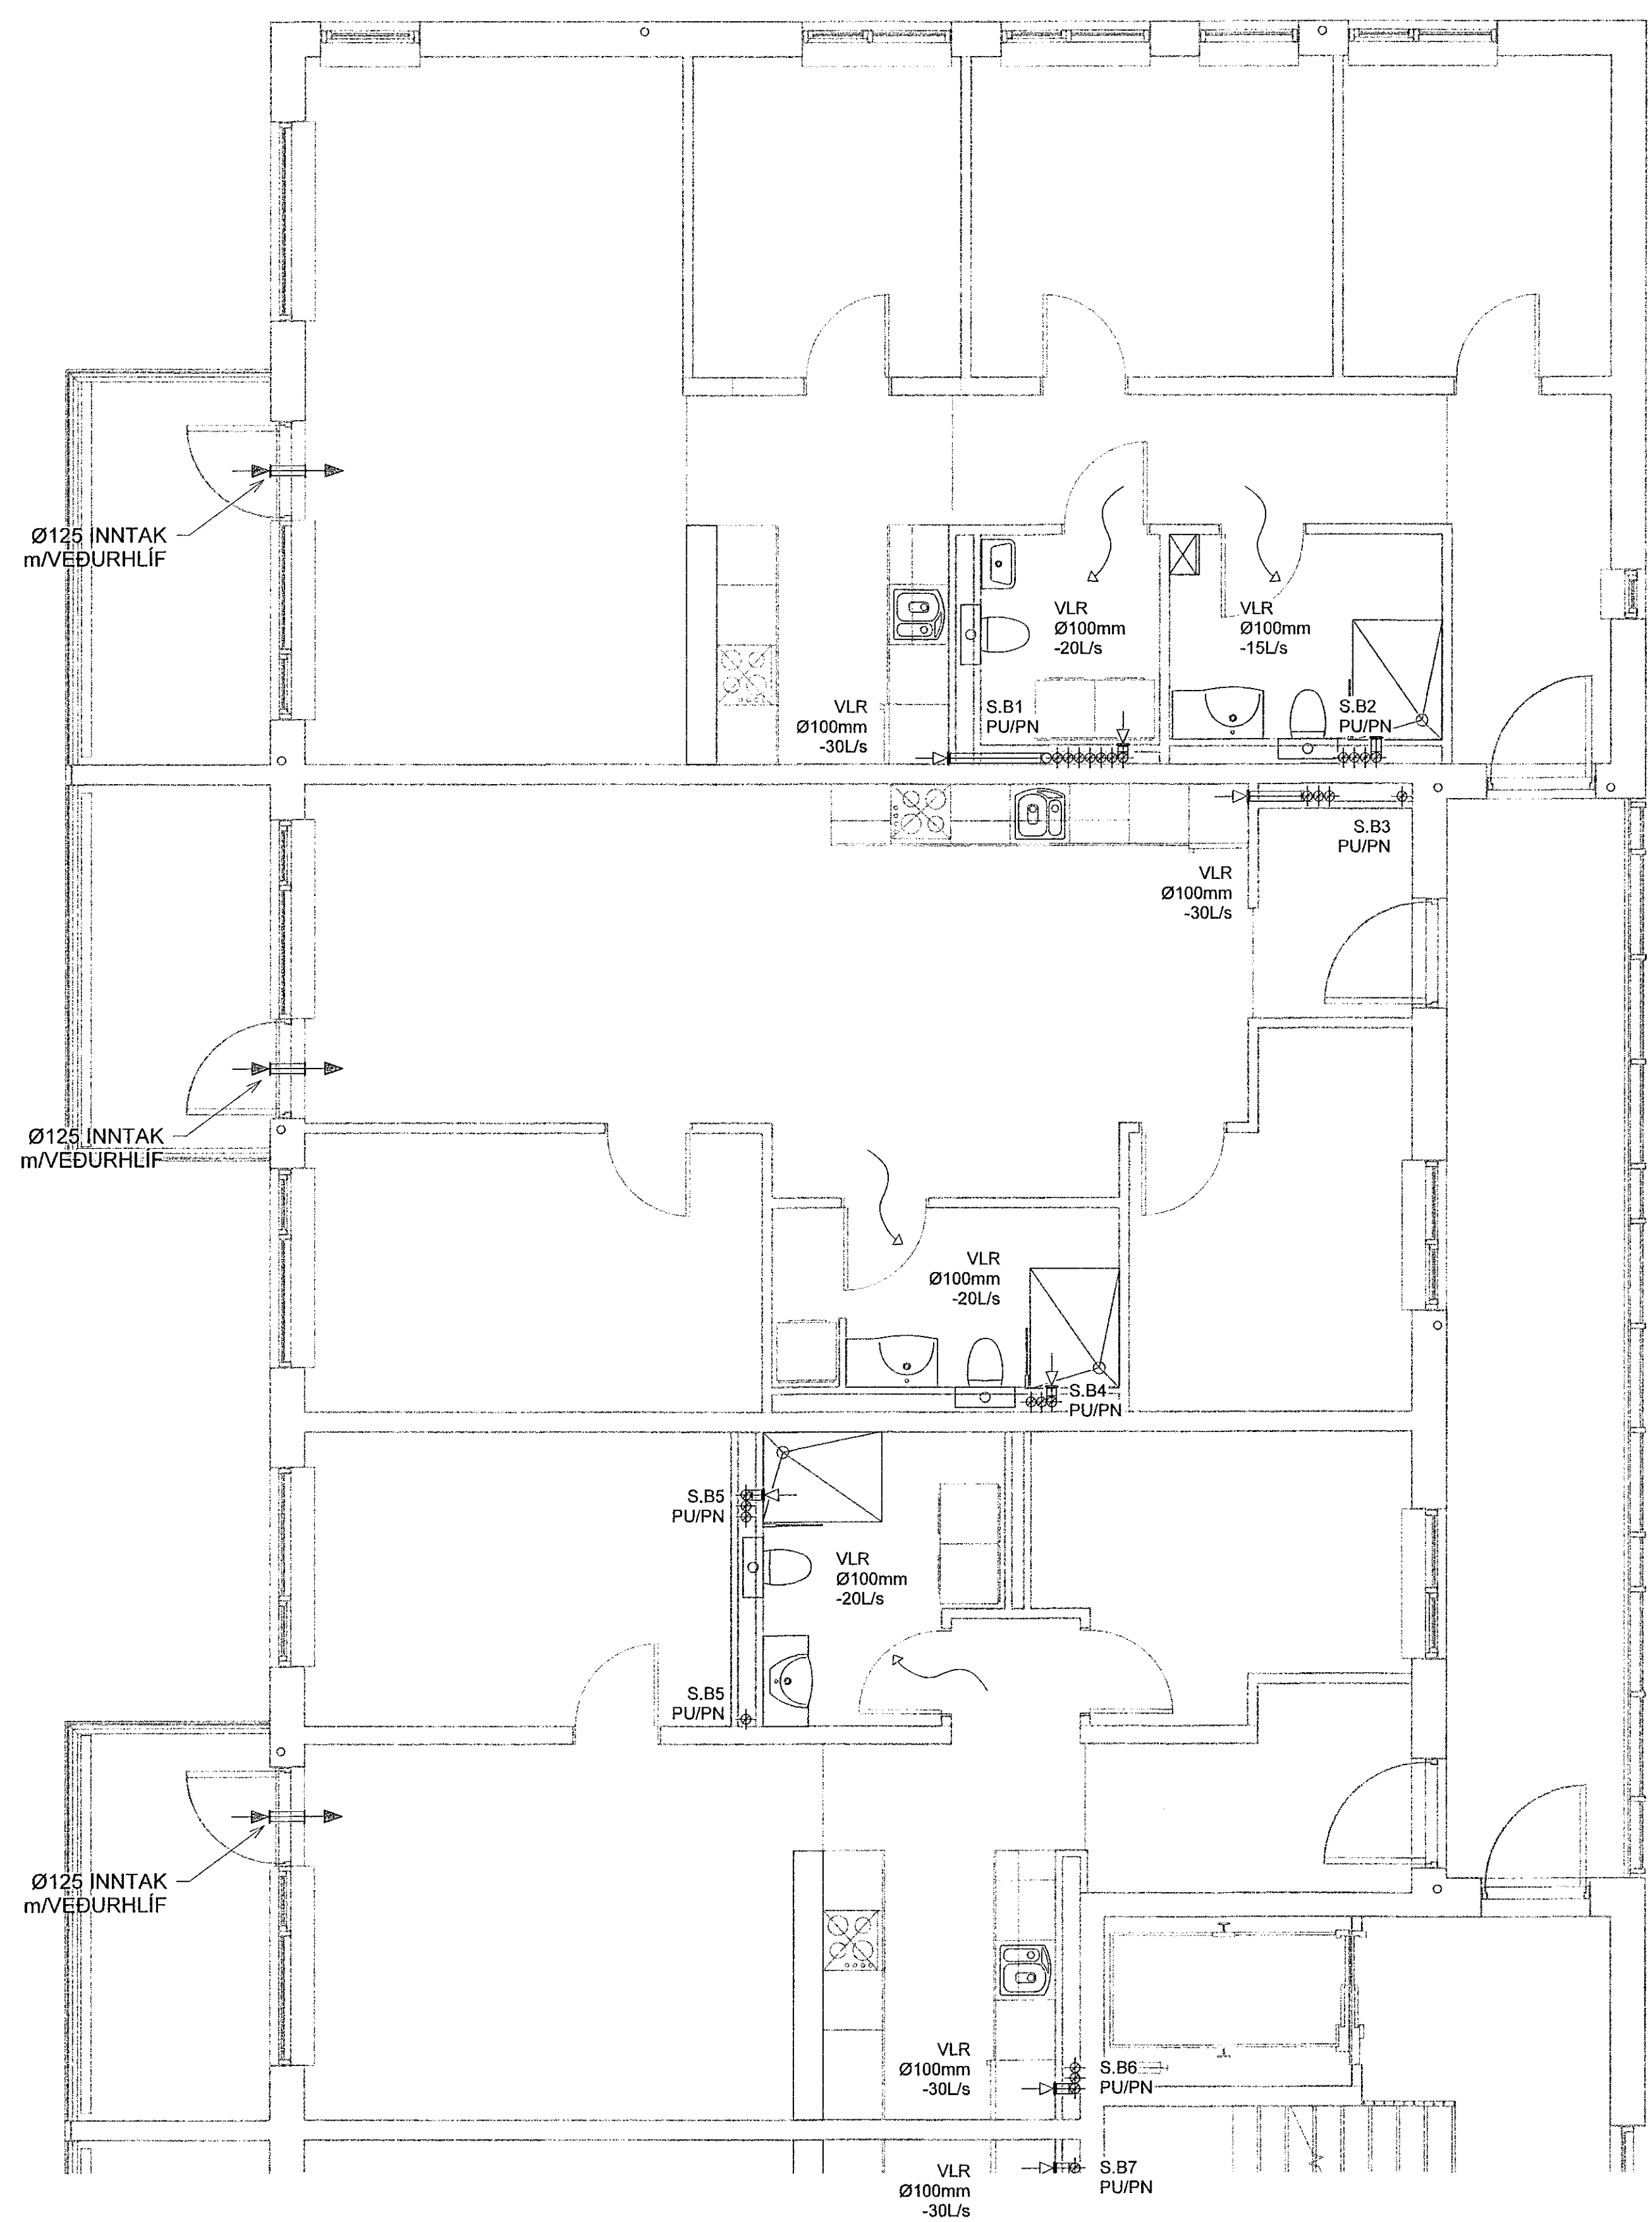 Ø125 INNTAK
m/VEÐURHLÍF
VLR
Ø100mm
-20L/s
VLR
Ø100mm
-15L/s
VLR
Ø100mm
-30L/s
S.B1
PU/PN
S.B2
PU/PN
S.B3
PU/PN
VLR
Ø100mm
-30L/s
Ø125 INNTAK
m/VEÐURHLÍF
VLR
Ø100mm
-20L/s
S.B4
PU/PN
S.B5
PU/PN
VLR
Ø100mm
-20L/s
S.B5
PU/PN
Ø125 INNTAK
m/VEÐURHLÍF
VLR
Ø100mm
-30L/s
S.B6
PU/PN
VLR
Ø100mm
-30L/s
S.B7
PU/PN